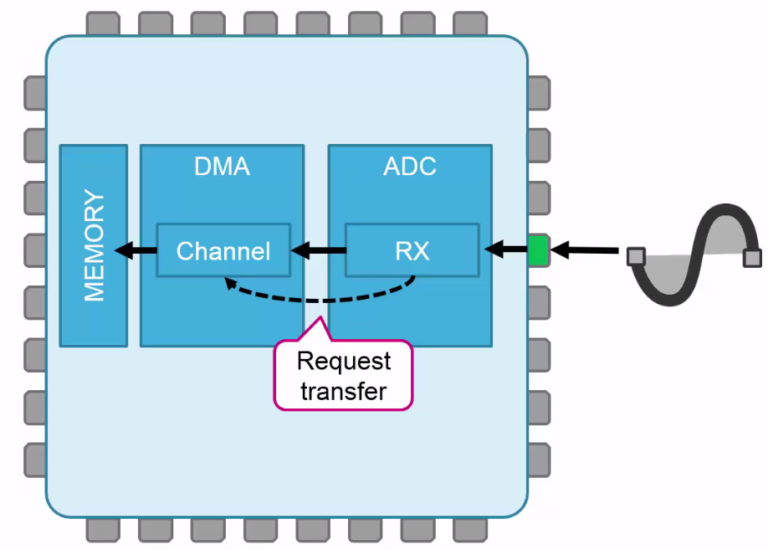 DMA
ADC
MEMORY
Channel
RX
Request
transfer